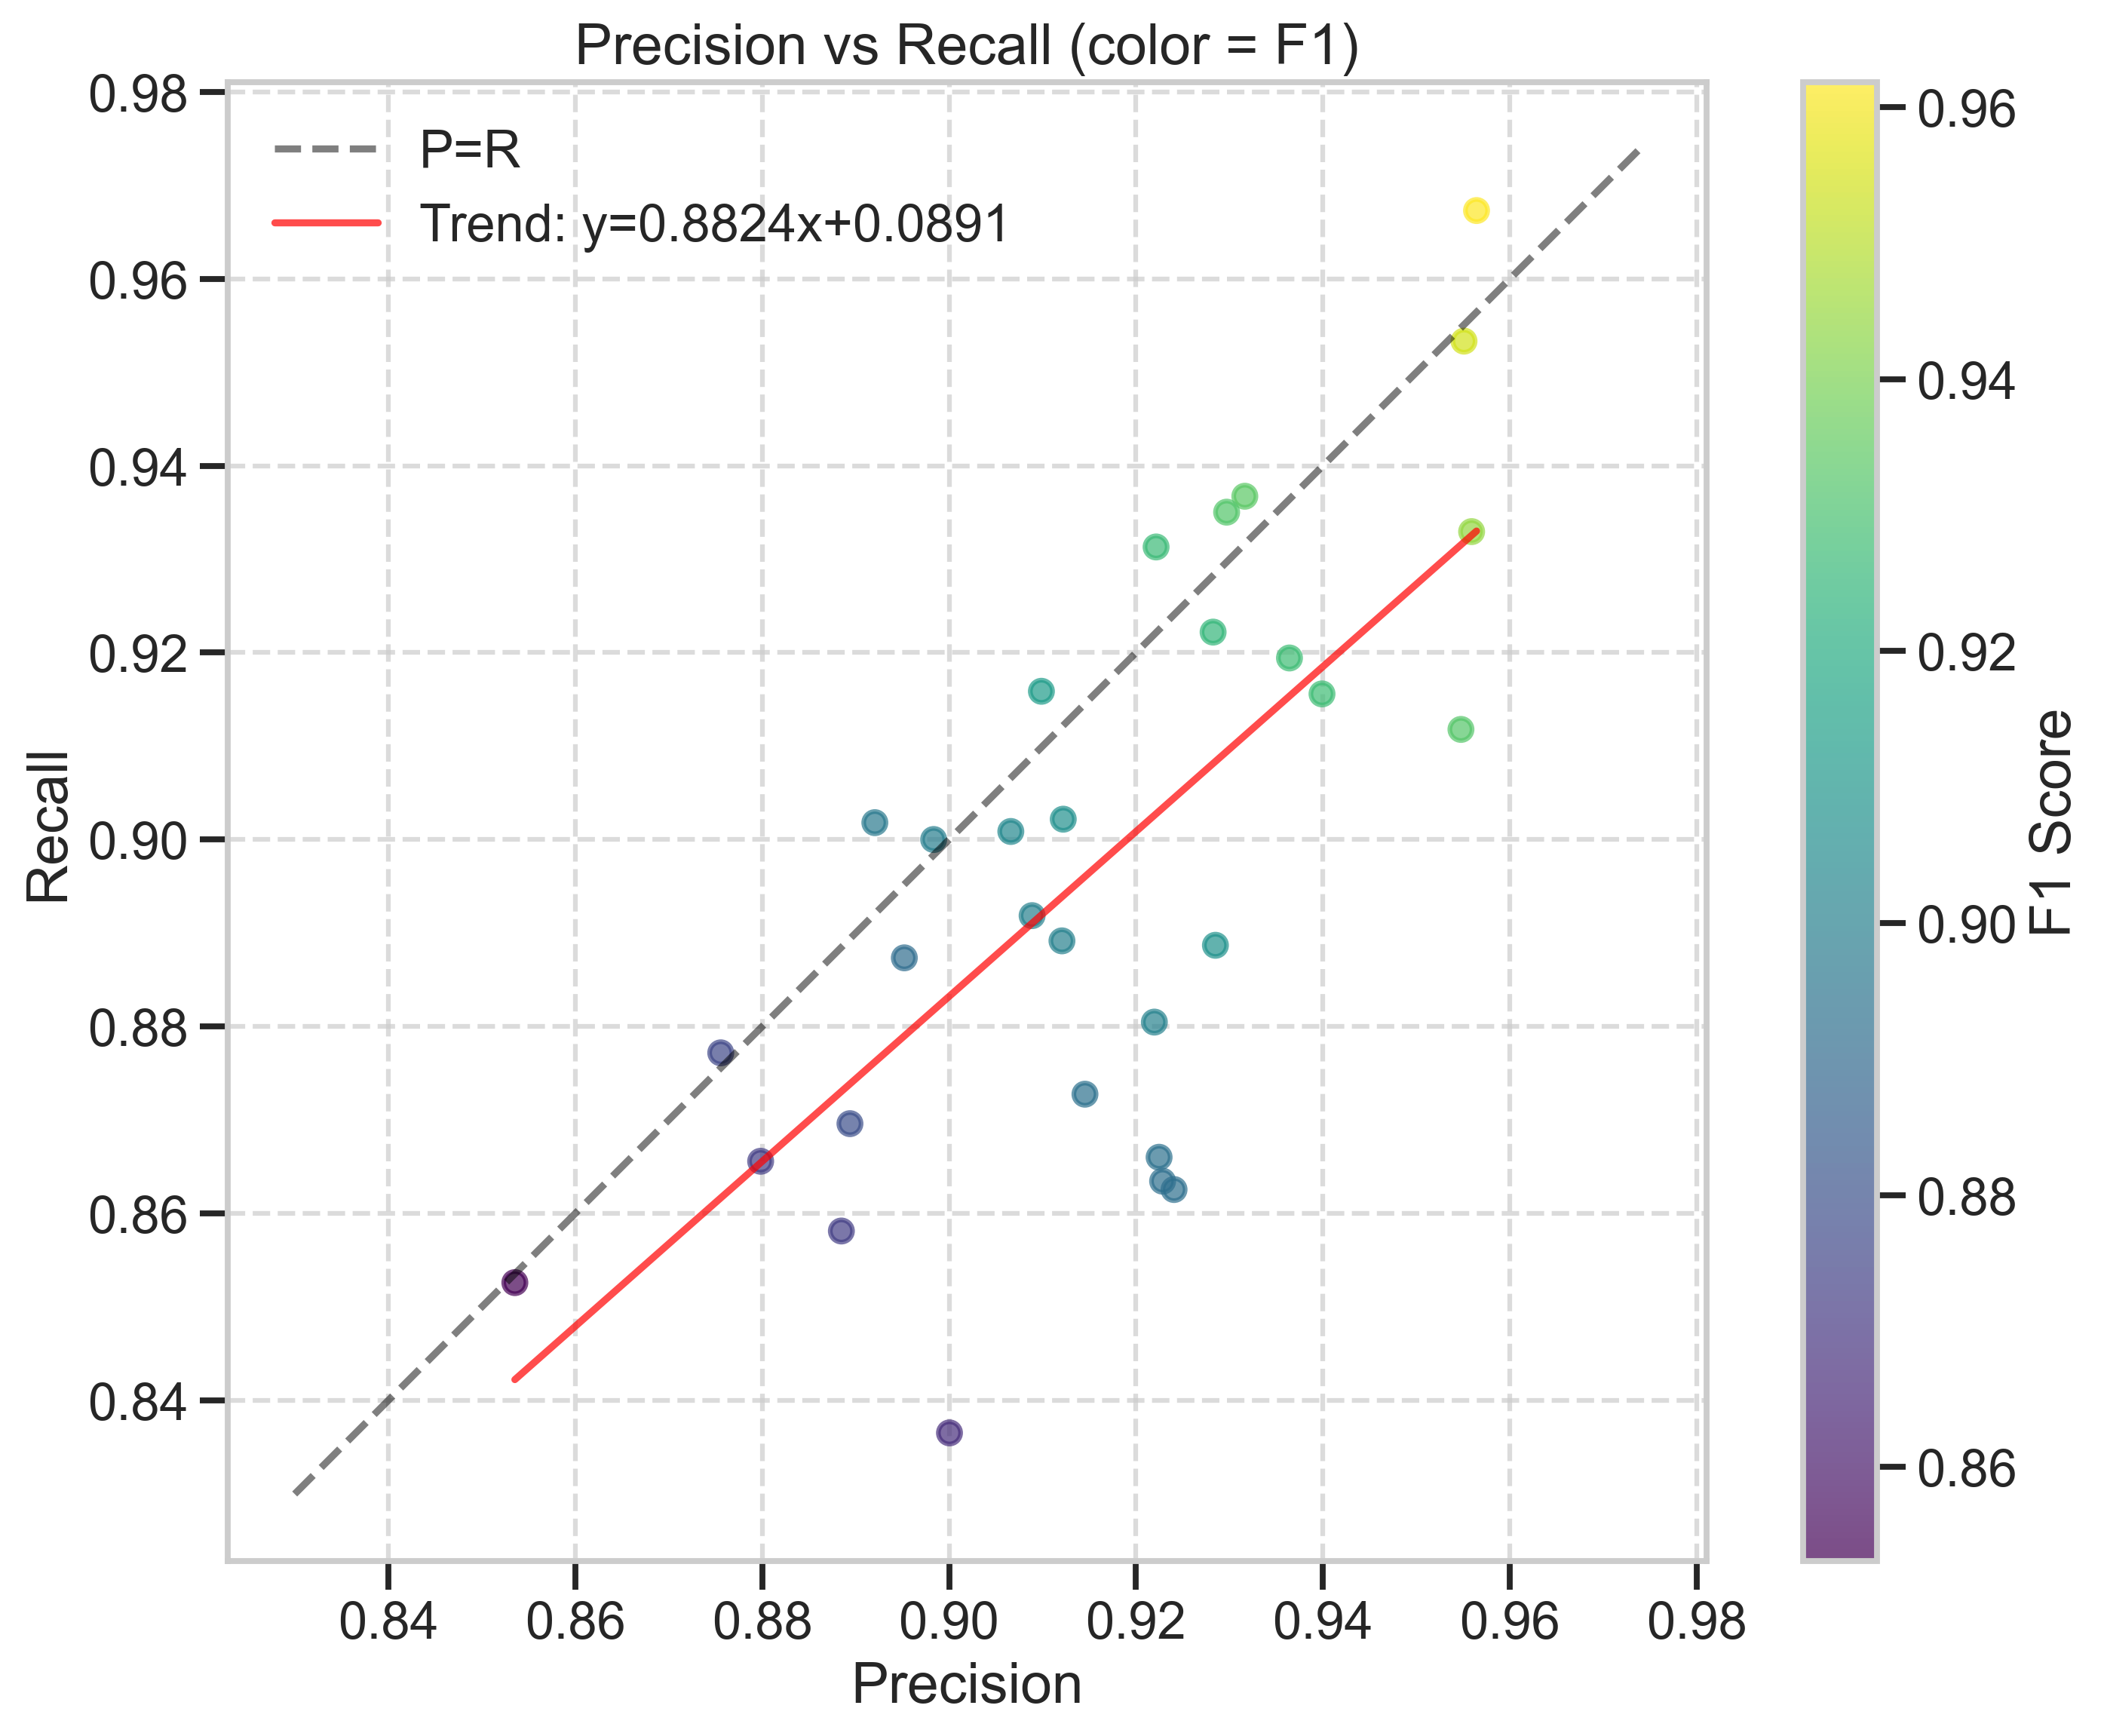 Precision vs Recall (color = F1)
P=R
Trend: y=0.8824x+0.0891
Recall
0.98
0.96
0.94
0.92
0.90
0.88
0.86
0.84
0.84 0.86 0.88 0.90 0.92 0.94 0.96 0.98
Precision
0.96
0.94
0.92
0.90
0.88
0.86
F1 Score